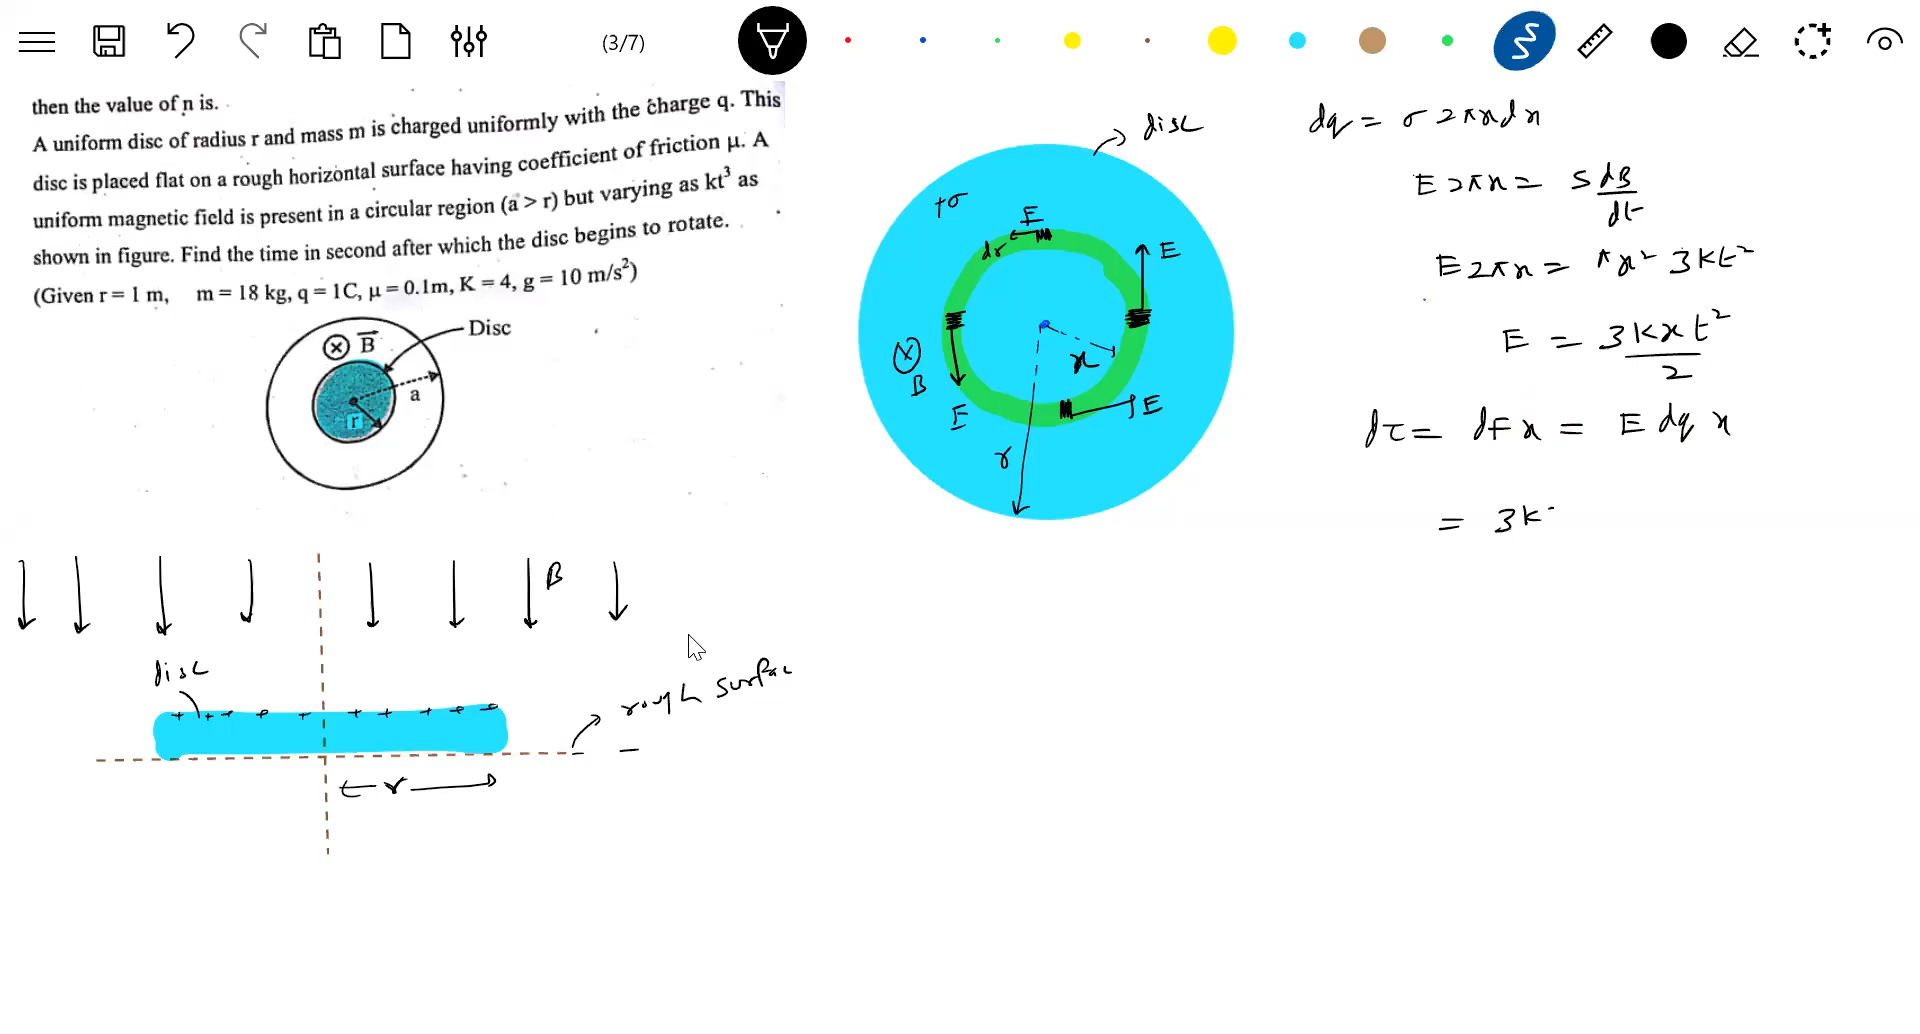 (3/7)
then the value of n is.
A uniform disc of radius r and mass m is charged uniformly with the charge q. This
disc is placed flat on a rough horizontal surface having coefficient of friction μ. A
uniform magnetic field is present in a circular region (a > r) but varying as kt³ as
shown in figure. Find the time in second after which the disc begins to rotate.
(Given r = 1 m, m = 18 kg, q = 1C, μ = 0.1m, K = 4, g = 10 m/s²)
⊗ B⃗
Disc
a
r
disc
+σ
E
dr
E
⊗
B
x
E
E
r
dq = σ 2πx dx
E 2πx = S dB/dt
E 2πx = πx² 3Kt²
E = 3Kxt²/2
dτ = dF x = E dq x
= 3K
B
disc
+ + + + + + + + + +
rough surfac
r